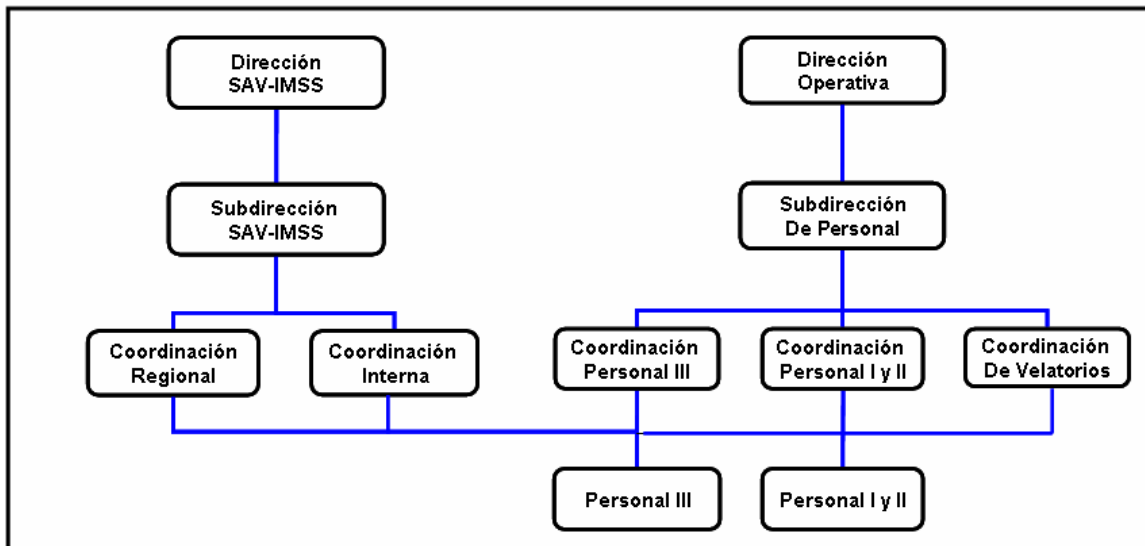 Dirección
SAV-IMSS
Dirección
Operativa
Subdirección
SAV-IMSS
Subdirección
De Personal
Coordinación
Regional
Coordinación
Interna
Coordinación
Personal III
Coordinación
Personal I y II
Coordinación
De Velatorios
Personal III
Personal I y II